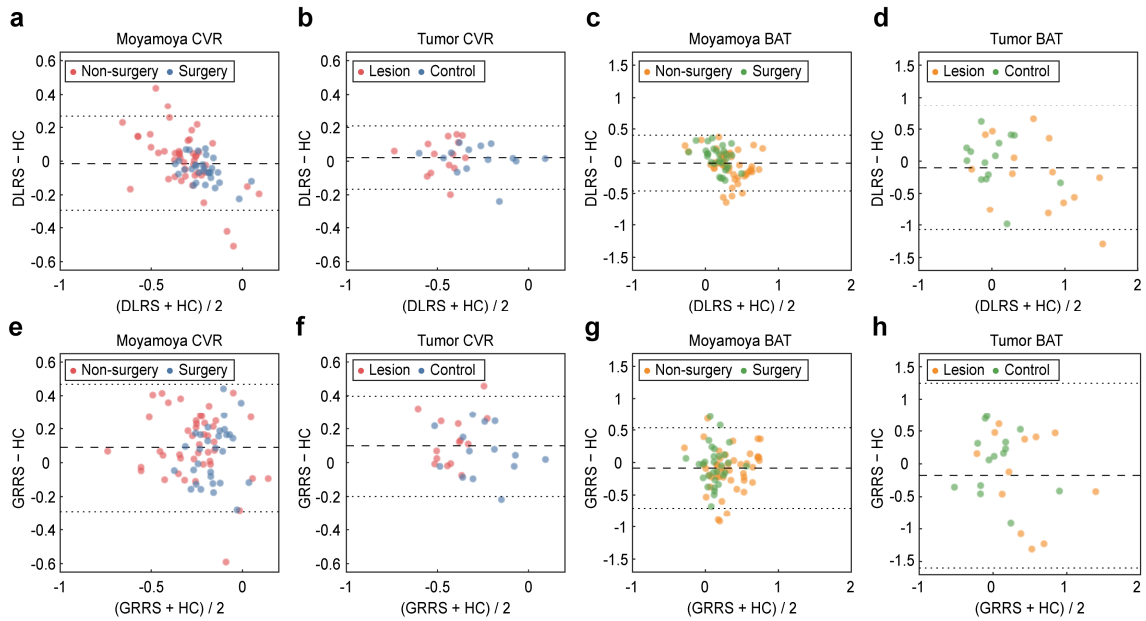 a
Moyamoya CVR
Non-surgery Surgery
DLRS − HC
0.6
0.4
0.2
0
-0.2
-0.4
-0.6
-1 -0.5 0
(DLRS + HC) / 2
b
Tumor CVR
Lesion Control
DLRS − HC
0.6
0.4
0.2
0
-0.2
-0.4
-0.6
-1 -0.5 0
(DLRS + HC) / 2
c
Moyamoya BAT
Non-surgery Surgery
DLRS − HC
1.5
1
0.5
0
-0.5
-1
-1.5
-1 0 1 2
(DLRS + HC) / 2
d
Tumor BAT
Lesion Control
DLRS − HC
1.5
1
0.5
0
-0.5
-1
-1.5
-1 0 1 2
(DLRS + HC) / 2
e
Moyamoya CVR
Non-surgery Surgery
GRRS − HC
0.6
0.4
0.2
0
-0.2
-0.4
-0.6
-1 -0.5 0
(GRRS + HC) / 2
f
Tumor CVR
Lesion Control
GRRS − HC
0.6
0.4
0.2
0
-0.2
-0.4
-0.6
-1 -0.5 0
(GRRS + HC) / 2
g
Moyamoya BAT
Non-surgery Surgery
GRRS − HC
1.5
1
0.5
0
-0.5
-1
-1.5
-1 0 1 2
(GRRS + HC) / 2
h
Tumor BAT
Lesion Control
GRRS − HC
1.5
1
0.5
0
-0.5
-1
-1.5
-1 0 1 2
(GRRS + HC) / 2